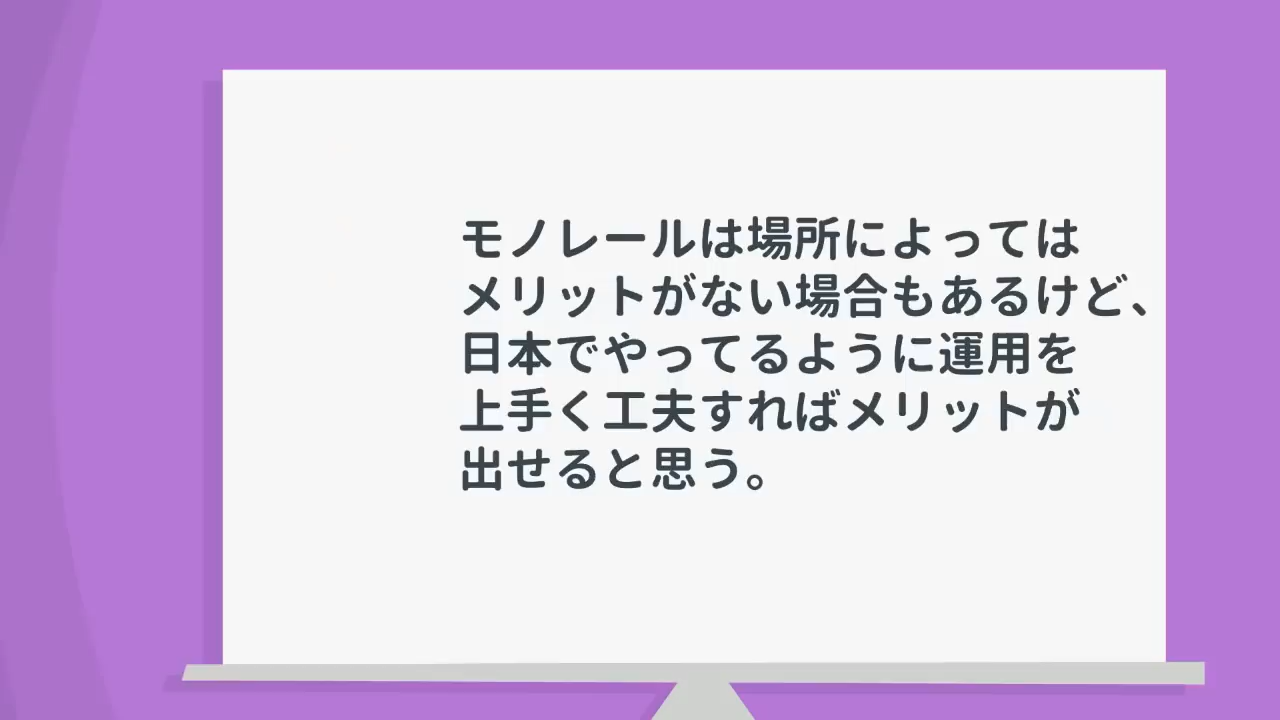 モノレールは場所によっては
メリットがない場合もあるけど、
日本でやってるように運用を
上手く工夫すればメリットが
出せると思う。